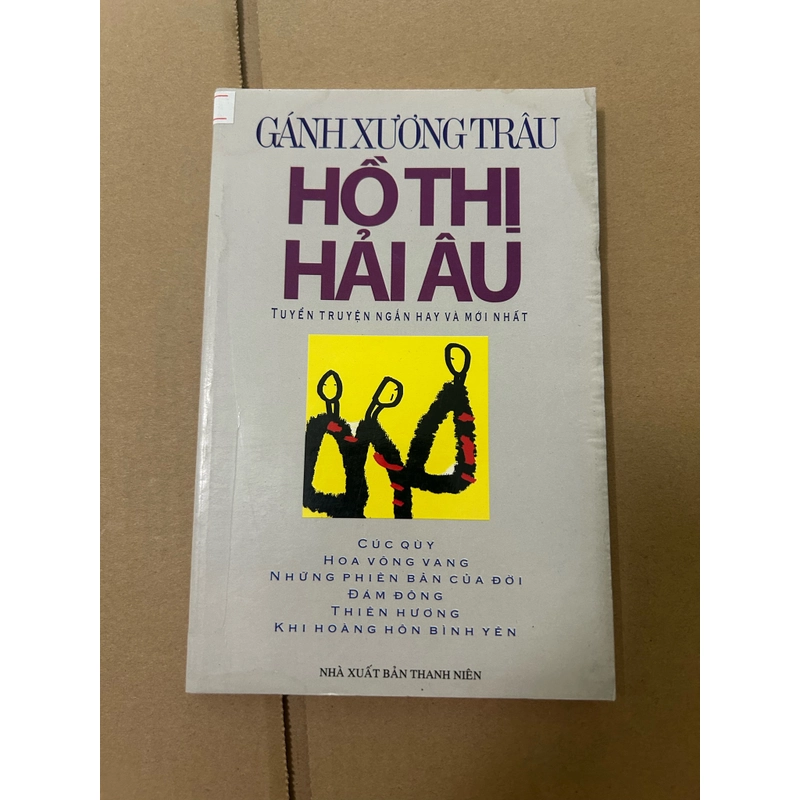 GÁNH XƯƠNG TRÂU
HỒ THỊ
HẢI ÂU
TUYỂN TRUYỆN NGẮN HAY VÀ MỚI NHẤT
CÚC QÙY
HOA VÔNG VANG
NHỮNG PHIÊN BẢN CỦA ĐỜI
ĐÁM ĐÔNG
THIÊN HƯƠNG
KHI HOÀNG HÔN BÌNH YÊN
NHÀ XUẤT BẢN THANH NIÊN